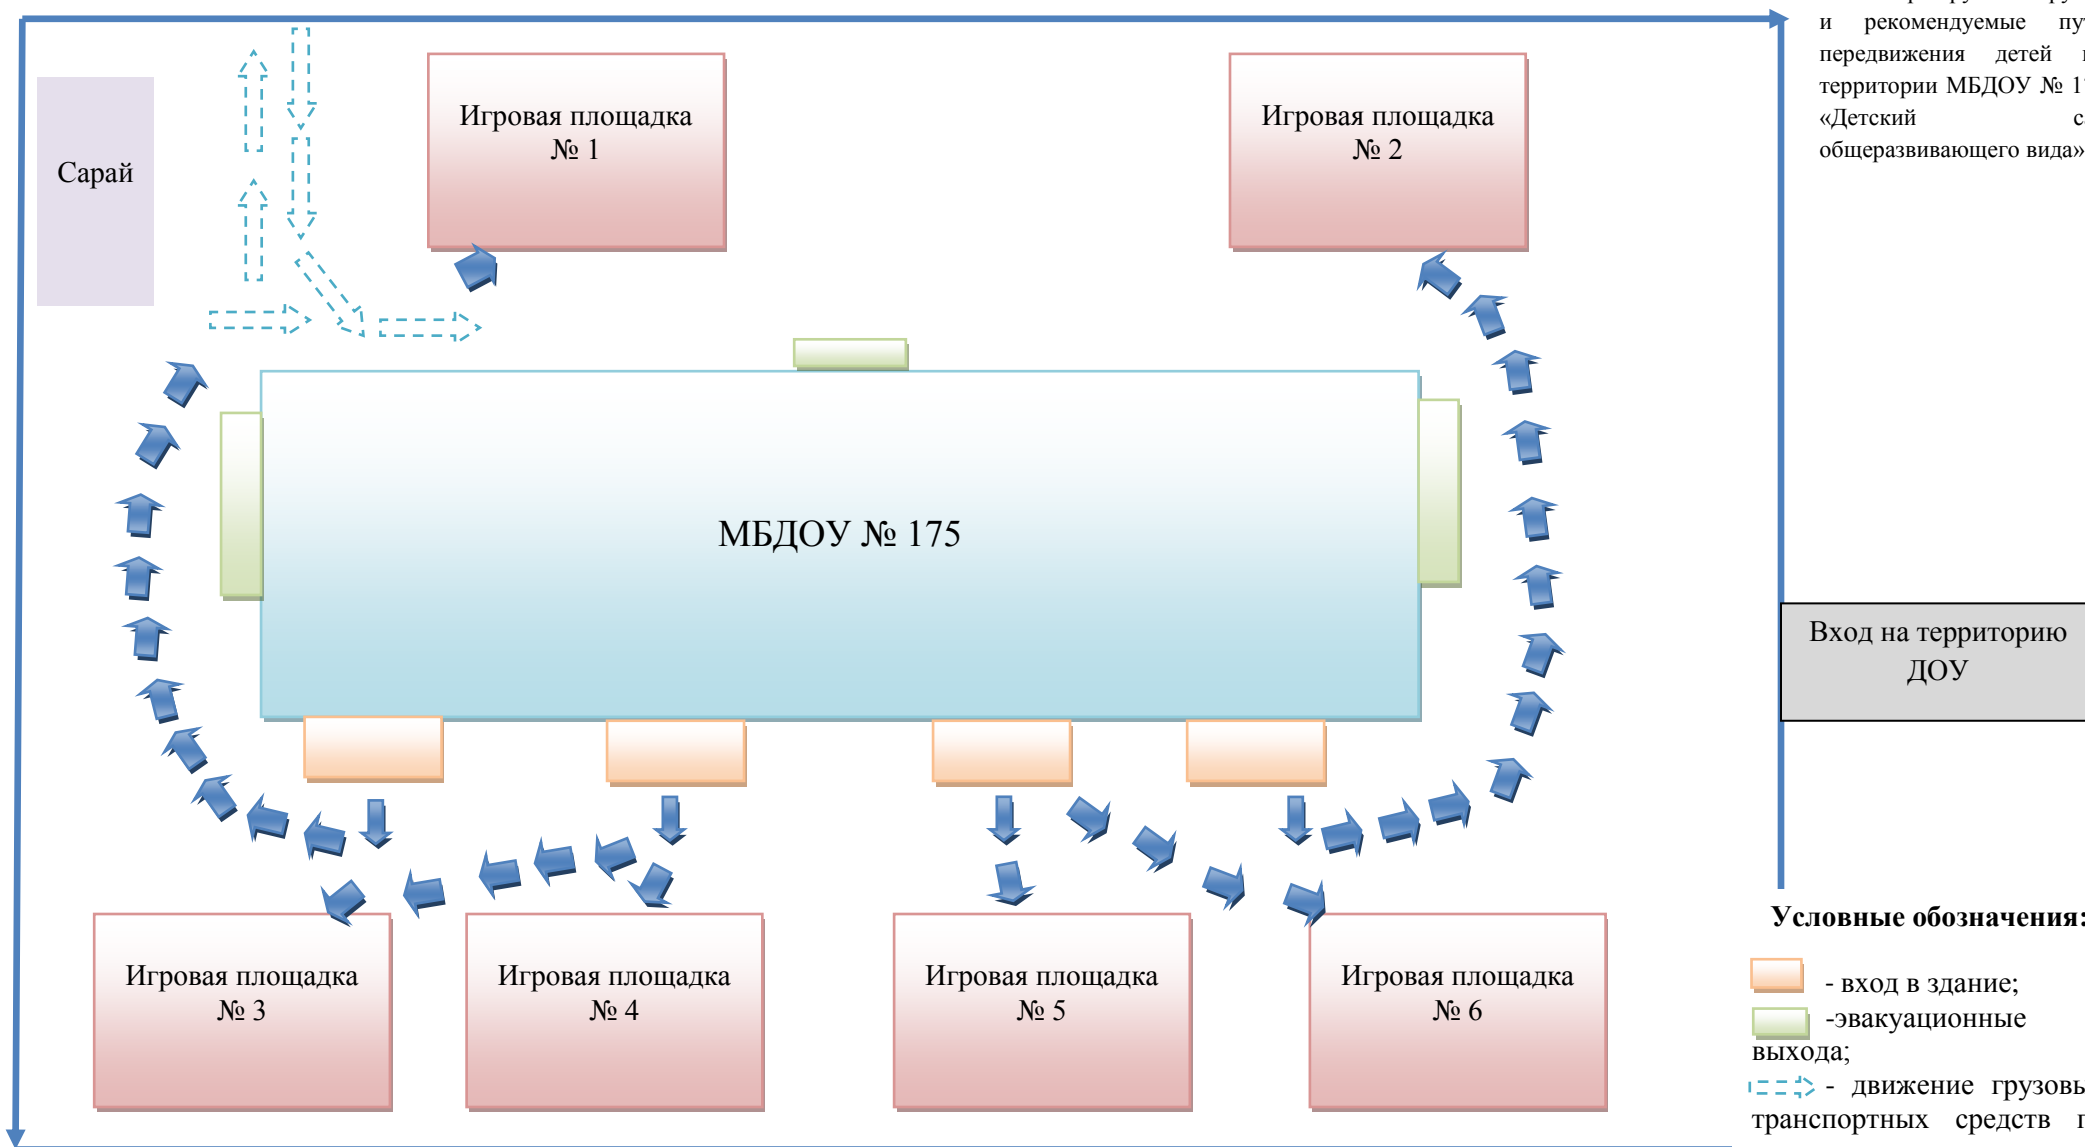 и рекомендуемые
передвижения детей
территории МБДОУ №
«Детский
общеразвивающего вида»
Игровая площадка
№ 1
Игровая площадка
№ 2
Сарай
МБДОУ № 175
Вход на территорию
ДОУ
Игровая площадка
№ 3
Игровая площадка
№ 4
Игровая площадка
№ 5
Игровая площадка
№ 6
Условные обозначения:
- вход в здание;
-эвакуационные
выхода;
- движение
транспортных средств